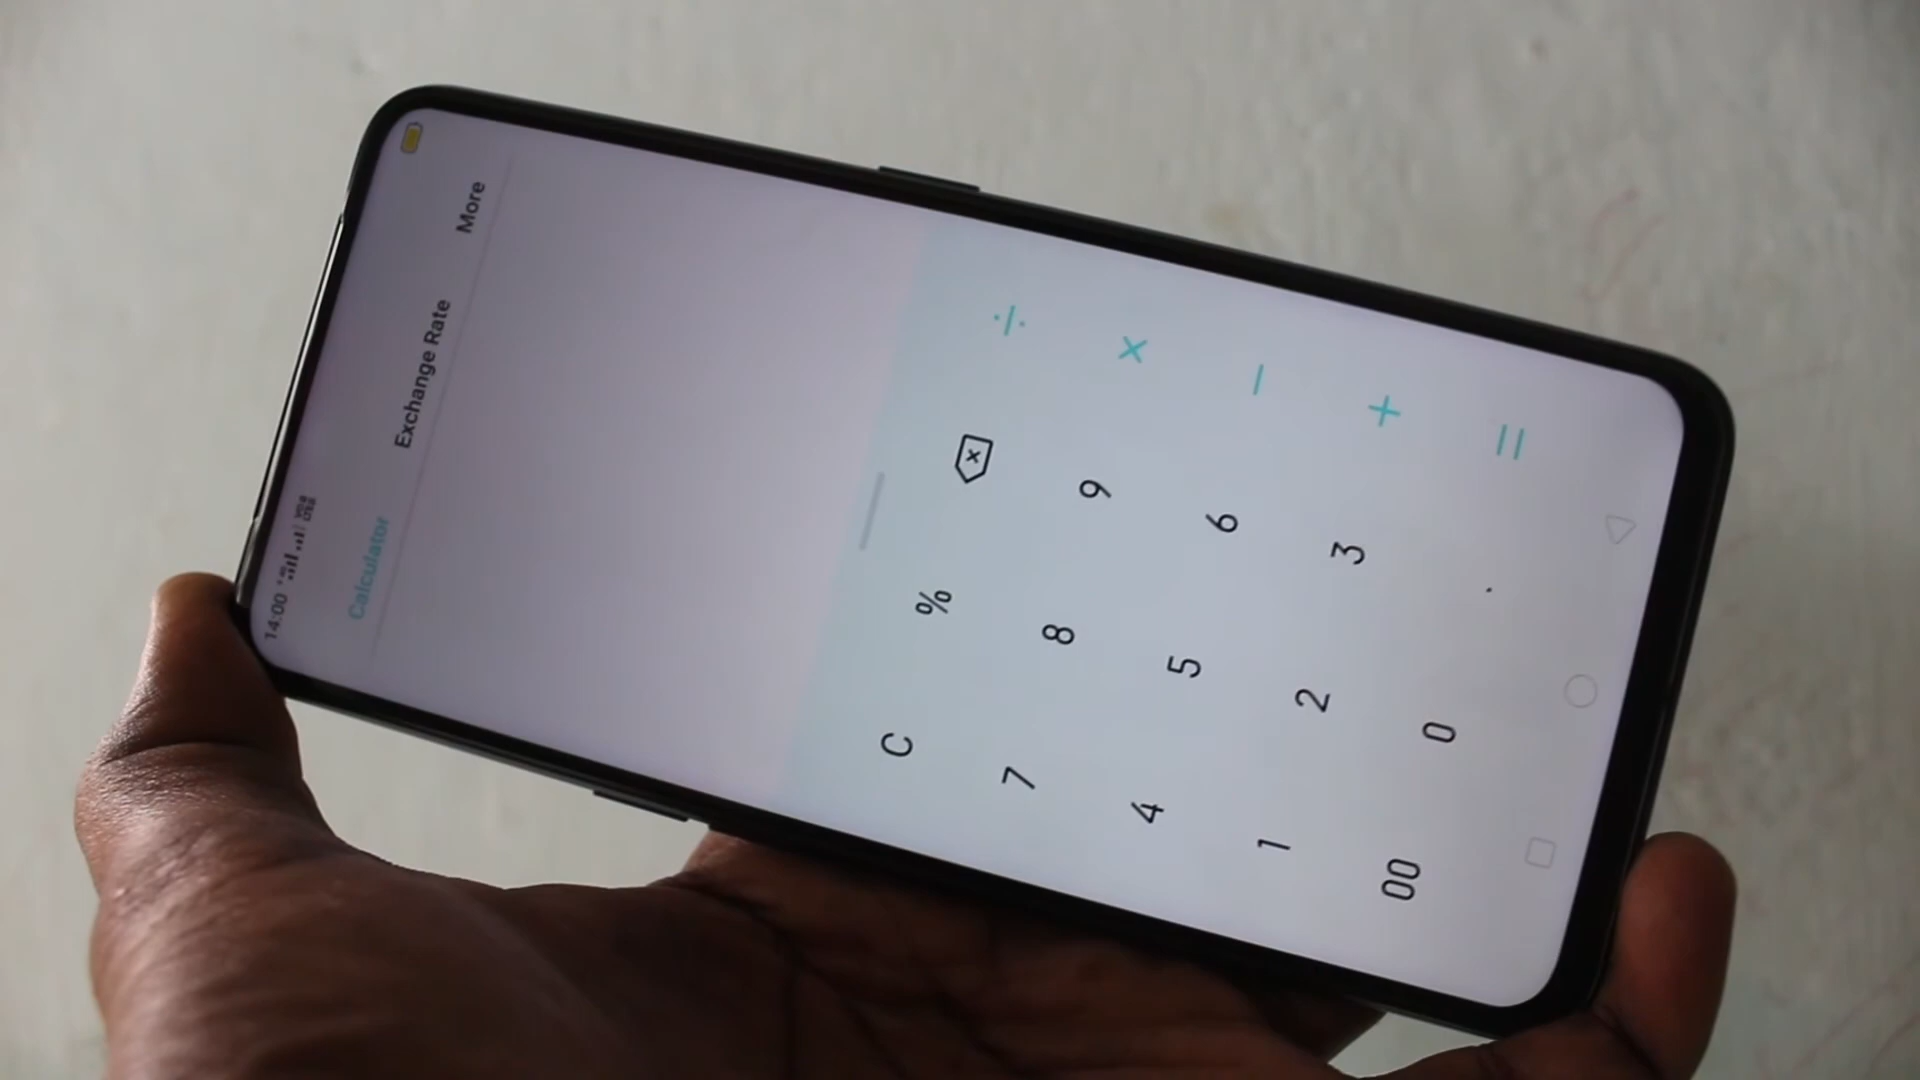 14:00
Calculator Exchange Rate More
C % ÷
7 8 9 ×
4 5 6 −
1 2 3 +
00 0 . =